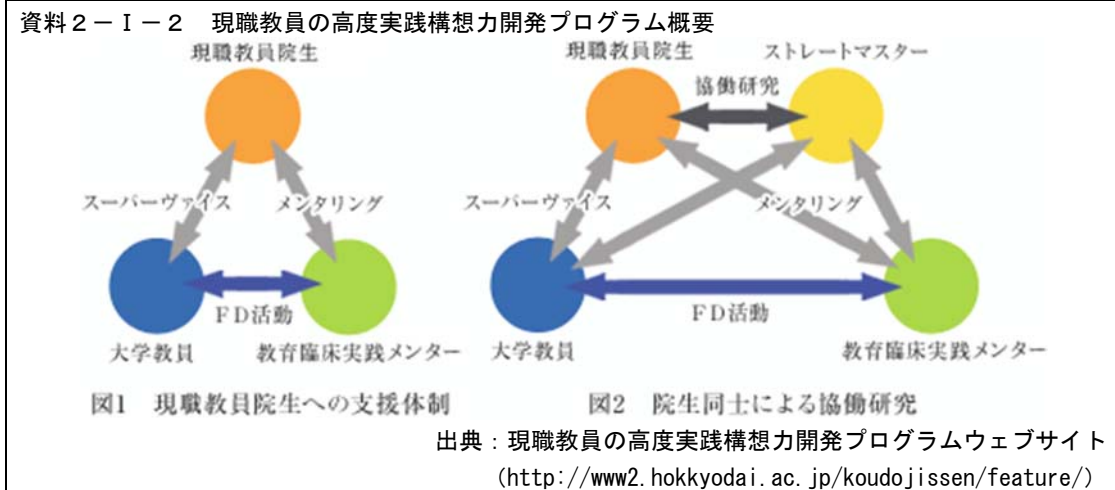 資料2-Ⅰ-2 現職教員の高度実践構想力開発プログラム概要
現職教員院生
スーパーヴァイス
メンタリング
FD活動
大学教員
教育臨床実践メンター
図1 現職教員院生への支援体制
現職教員院生
ストレートマスター
協働研究
スーパーヴァイス
メンタリング
FD活動
大学教員
教育臨床実践メンター
図2 院生同士による協働研究
出典:現職教員の高度実践構想力開発プログラムウェブサイト
(http://www2.hokkyodai.ac.jp/koudojissen/feature/)